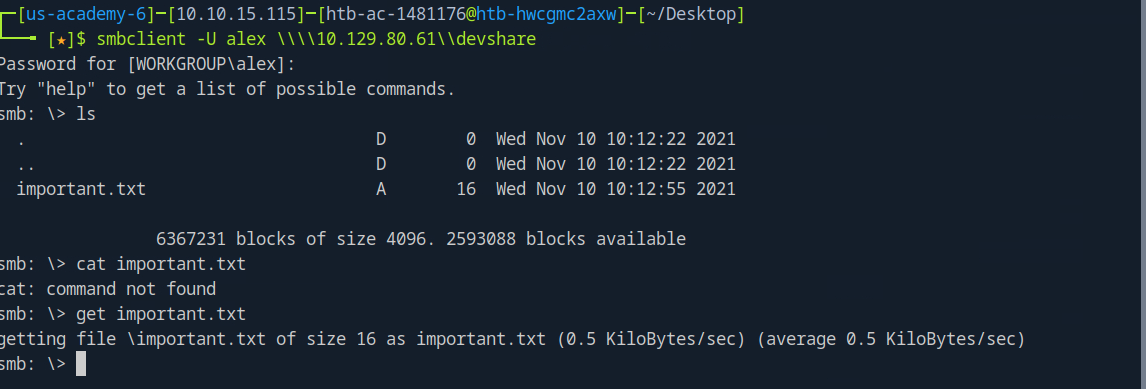 [us-academy-6]─[10.10.15.115]─[htb-ac-1481176@htb-hwcgmc2axw]─[~/Desktop]
[★]$ smbclient -U alex \\\\10.129.80.61\\devshare
Password for [WORKGROUP\alex]:
Try "help" to get a list of possible commands.
smb: \> ls
. D 0 Wed Nov 10 10:12:22 2021
.. D 0 Wed Nov 10 10:12:22 2021
important.txt A 16 Wed Nov 10 10:12:55 2021
6367231 blocks of size 4096. 2593088 blocks available
smb: \> cat important.txt
cat: command not found
smb: \> get important.txt
getting file \important.txt of size 16 as important.txt (0.5 KiloBytes/sec) (average 0.5 KiloBytes/sec)
smb: \>